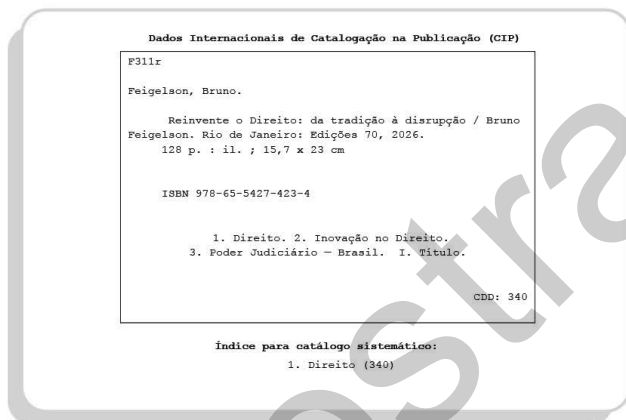 Dados Internacionais de Catalogação na Publicação (CIP)
F311r
Feigelson, Bruno.
Reinvente o Direito: da tradição à disrupção / Bruno
Feigelson. Rio de Janeiro: Edições 70, 2026.
128 p. : il. ; 15,7 x 23 cm
ISBN 978-65-5427-423-4
1. Direito. 2. Inovação no Direito.
3. Poder Judiciário — Brasil. I. Título.
CDD: 340
Índice para catálogo sistemático:
1. Direito (340)